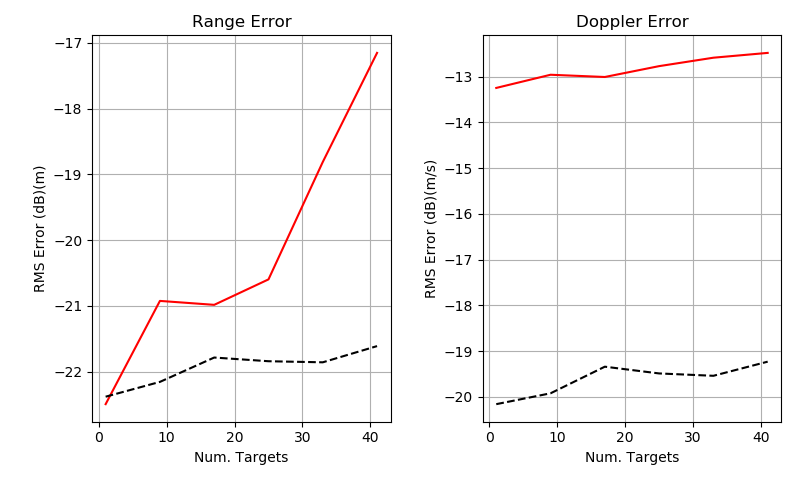 Range Error
RMS Error (dB)(m)
−17
−18
−19
−20
−21
−22
0 10 20 30 40
Num. Targets
Doppler Error
RMS Error (dB)(m/s)
−13
−14
−15
−16
−17
−18
−19
−20
0 10 20 30 40
Num. Targets